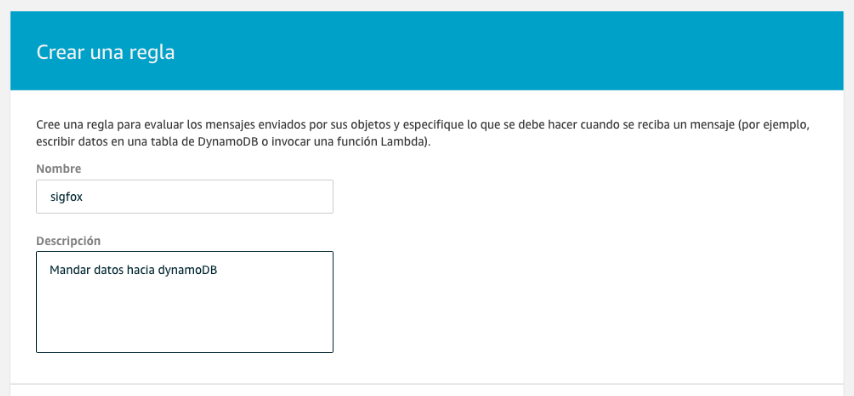 Crear una regla
Cree una regla para evaluar los mensajes enviados por sus objetos y especifique lo que se debe hacer cuando se reciba un mensaje (por ejemplo,
escribir datos en una tabla de DynamoDB o invocar una función Lambda).
Nombre
sigfox
Descripción
Mandar datos hacia dynamoDB